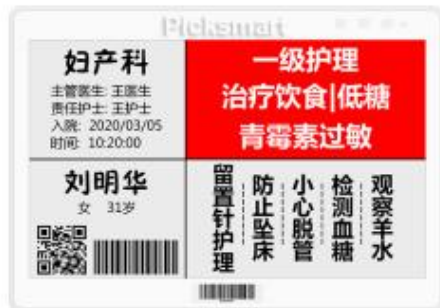 Picksmart
妇产科
主管医生: 王医生
责任护士: 王护士
入院: 2020/03/05
时间: 10:20:00
一级护理
治疗饮食|低糖
青霉素过敏
刘明华
女 31岁
留置针护理
防止坠床
小心脱管
检测血糖
观察羊水